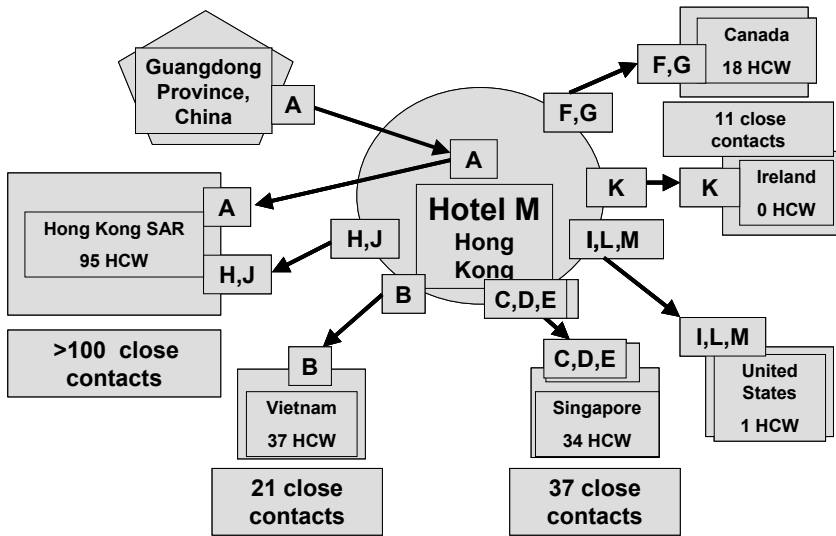 Guangdong
Province,
China
A
A
Canada
18 HCW
F,G
F,G
11 close
contacts
K
K
Ireland
0 HCW
Hotel M
Hong
Kong
A
Hong Kong SAR
95 HCW
H,J
H,J
>100 close
contacts
I,L,M
I,L,M
United
States
1 HCW
B
B
Vietnam
37 HCW
21 close
contacts
C,D,E
C,D,E
Singapore
34 HCW
37 close
contacts